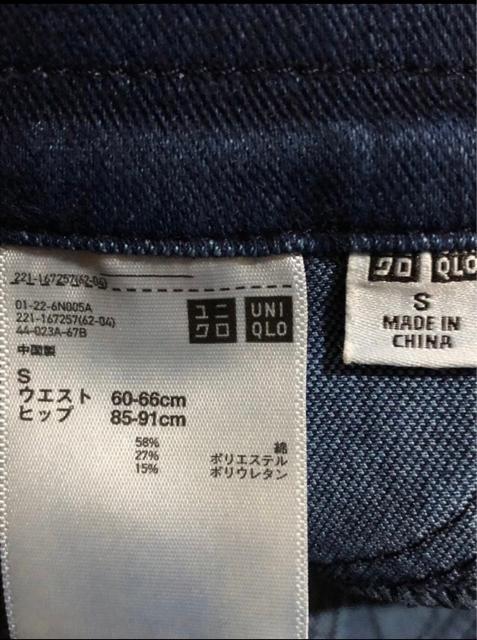 221-167257(62-04)
01-22-6N005A
221-167257(62-04)
44-023A-67B
中国製
ユニ
クロ
UNI
QLO
S
ウエスト 60-66cm
ヒップ 85-91cm
58% 綿
27% ポリエステル
15% ポリウレタン
クロ
QLO
S
MADE IN
CHINA